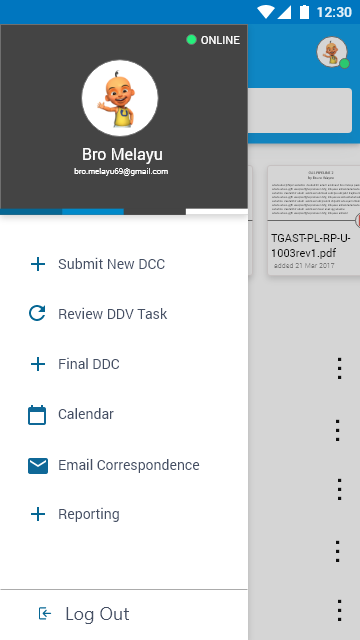 12:30
ONLINE
Bro Melayu
bro.melayu69@gmail.com
TGAST-PL-RP-U-
1003rev1.pdf
added 21 Mar 2017
Submit New DCC
Review DDV Task
Final DDC
Calendar
Email Correspondence
Reporting
Log Out